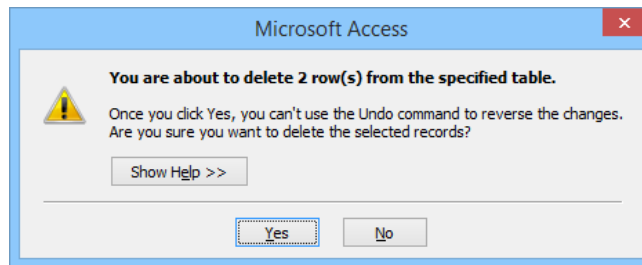 Microsoft Access
You are about to delete 2 row(s) from the specified table.
Once you click Yes, you can't use the Undo command to reverse the changes.
Are you sure you want to delete the selected records?
Show Help >>
Yes No